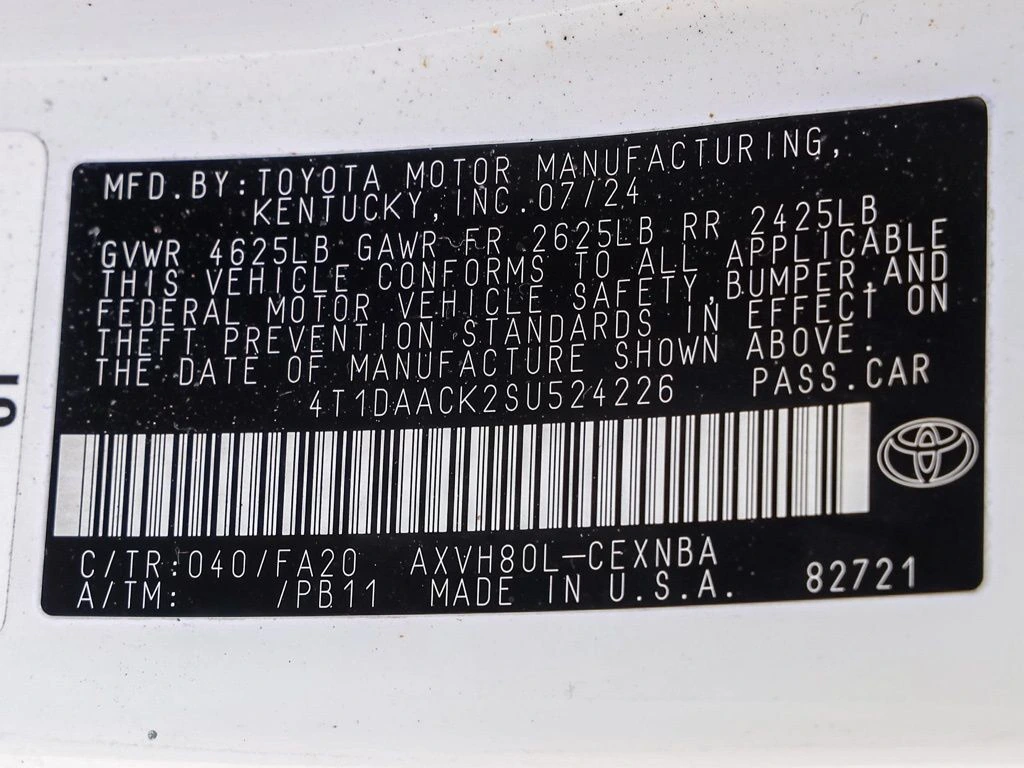 MFD.BY:TOYOTA MOTOR MANUFACTURING,
KENTUCKY,INC.07/24
GVWR 4625LB GAWR FR 2625LB RR 2425LB
THIS VEHICLE CONFORMS TO ALL APPLICABLE
FEDERAL MOTOR VEHICLE SAFETY,BUMPER,AND
THEFT PREVENTION STANDARDS IN EFFECT ON
THE DATE OF MANUFACTURE SHOWN ABOVE.
4T1DAACK2SU524226 PASS.CAR
C/TR:040/FA20 AXVH80L-CEXNBA
A/TM: /PB11 MADE IN U.S.A. 82721